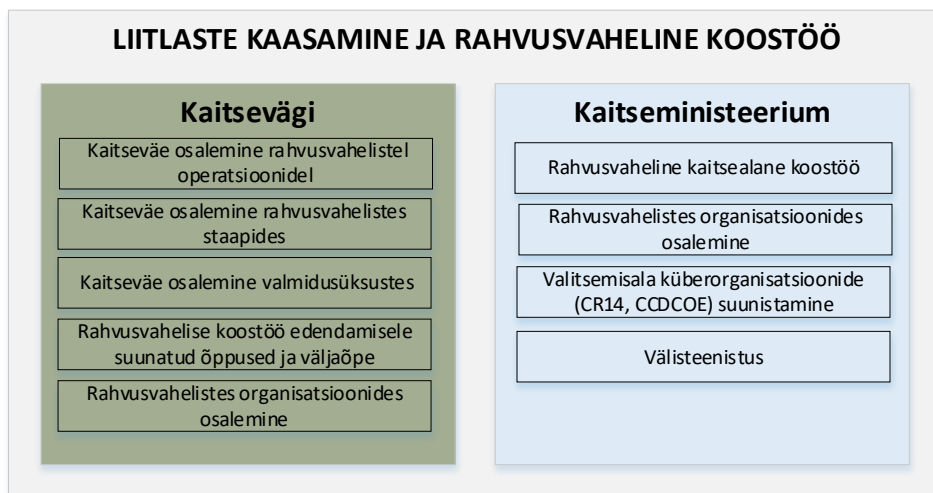 LIITLASTE KAASAMINE JA RAHVUSVAHELINE KOOSTÖÖ
Kaitsevägi
Kaitseväe osalemine rahvusvahelistel
operatsioonidel
Kaitseväe osalemine rahvusvahelistes
staapides
Kaitseväe osalemine valmidusüksustes
Rahvusvahelise koostöö edendamisele
suunatud õppused ja väljaõpe
Rahvusvahelistes organisatsioonides
osalemine
Kaitseministeerium
Rahvusvaheline kaitsealane koostöö
Rahvusvahelistes organisatsioonides
osalemine
Valitsemisala küberorganisatsioonide
(CR14, CCDCOE) suunistamine
Välisteenistus